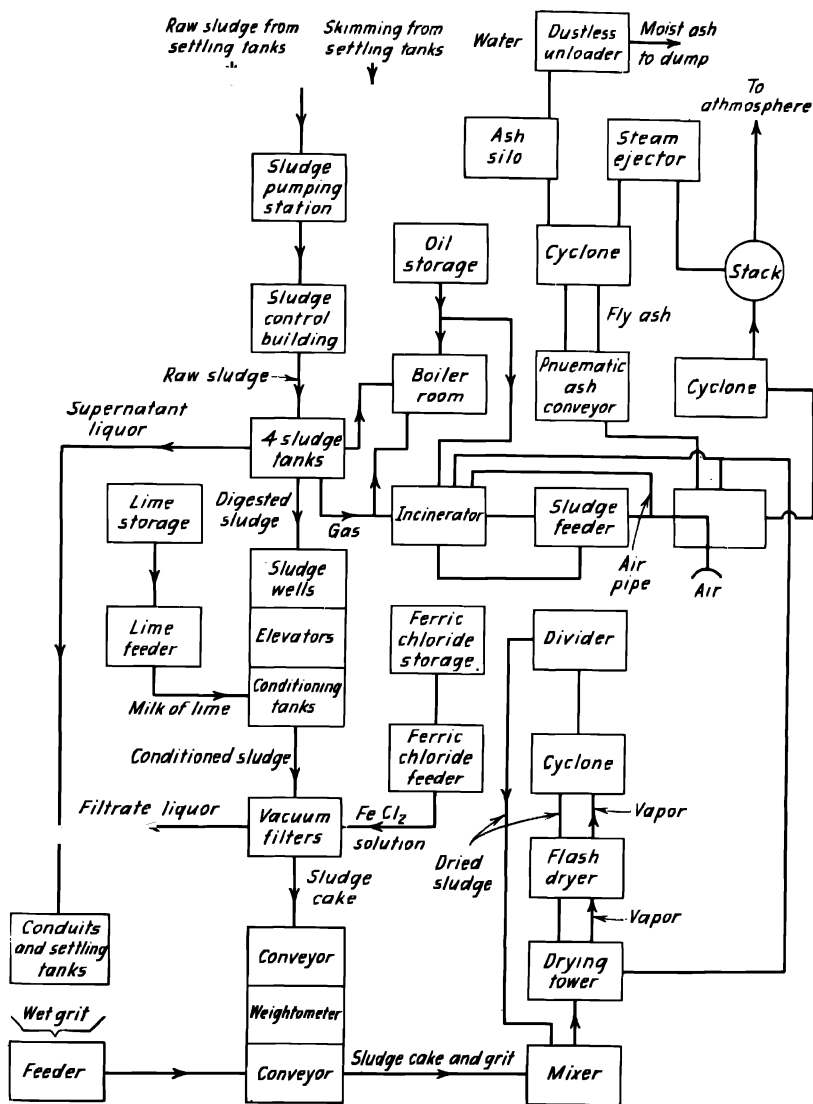 Raw sludge from
settling tanks
Skimming from
settling tanks
Water
Dustless
unloader
Moist ash
to dump
To
athmosphere
Ash
silo
Steam
ejector
Sludge
pumping
station
Oil
storage
Cyclone
Stack
Sludge
control
building
Fly ash
Raw sludge
Boiler
room
Pnuematic
ash
conveyor
Cyclone
Supernatant
liquor
4 sludge
tanks
Lime
storage
Digested
sludge
Gas
Incinerator
Sludge
feeder
Air
pipe
Air
Sludge
wells
Lime
feeder
Elevators
Ferric
chloride
storage.
Divider
Conditioning
tanks
Milk of lime
Conditioned sludge
Ferric
chloride
feeder
Cyclone
Filtrate liquor
Vacuum
filters
Fe Cl2
solution
Vapor
Dried
sludge
Flash
dryer
Sludge
cake
Vapor
Conduits
and settling
tanks
Conveyor
Drying
tower
Wet grit
Weightometer
Feeder
Conveyor
Sludge cake and grit
Mixer